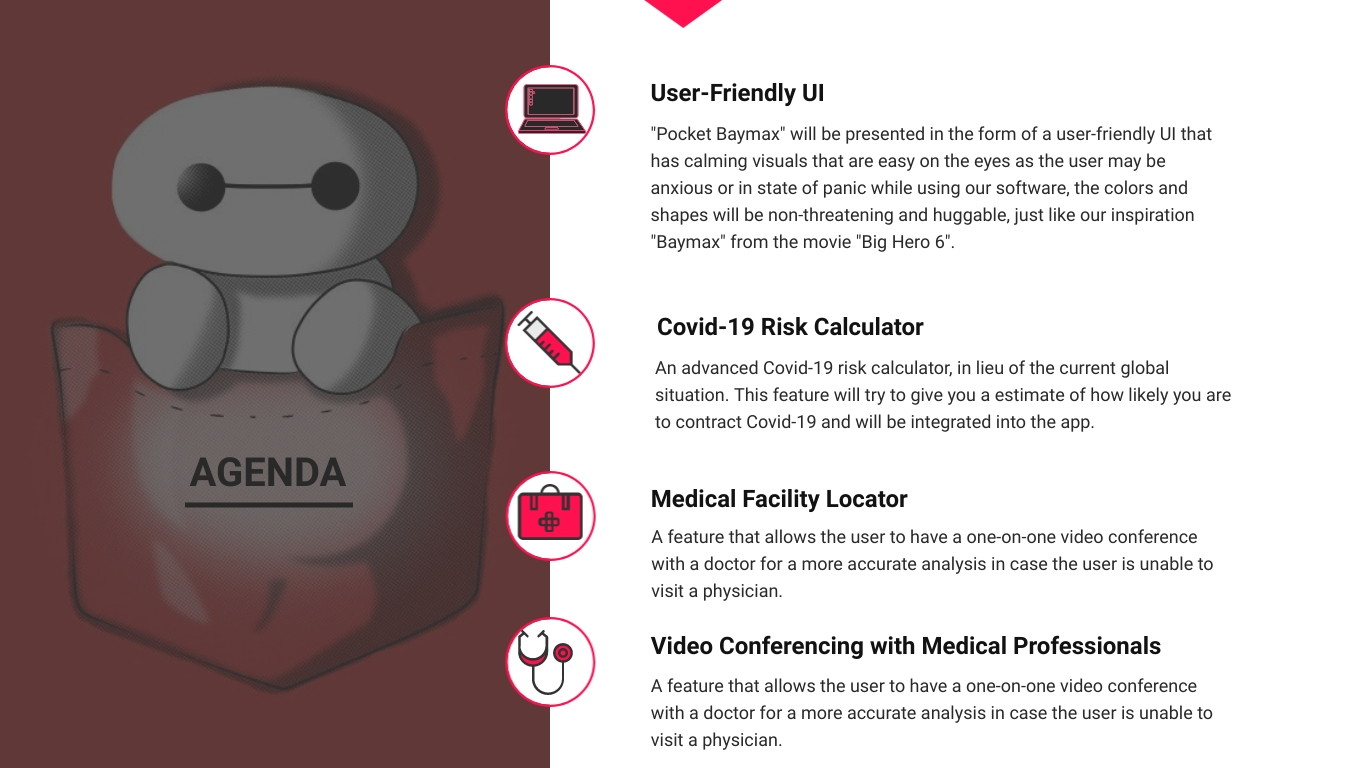 AGENDA
User-Friendly UI
"Pocket Baymax" will be presented in the form of a user-friendly UI that
has calming visuals that are easy on the eyes as the user may be
anxious or in state of panic while using our software, the colors and
shapes will be non-threatening and huggable, just like our inspiration
"Baymax" from the movie "Big Hero 6".
Covid-19 Risk Calculator
An advanced Covid-19 risk calculator, in lieu of the current global
situation. This feature will try to give you a estimate of how likely you are
to contract Covid-19 and will be integrated into the app.
Medical Facility Locator
A feature that allows the user to have a one-on-one video conference
with a doctor for a more accurate analysis in case the user is unable to
visit a physician.
Video Conferencing with Medical Professionals
A feature that allows the user to have a one-on-one video conference
with a doctor for a more accurate analysis in case the user is unable to
visit a physician.